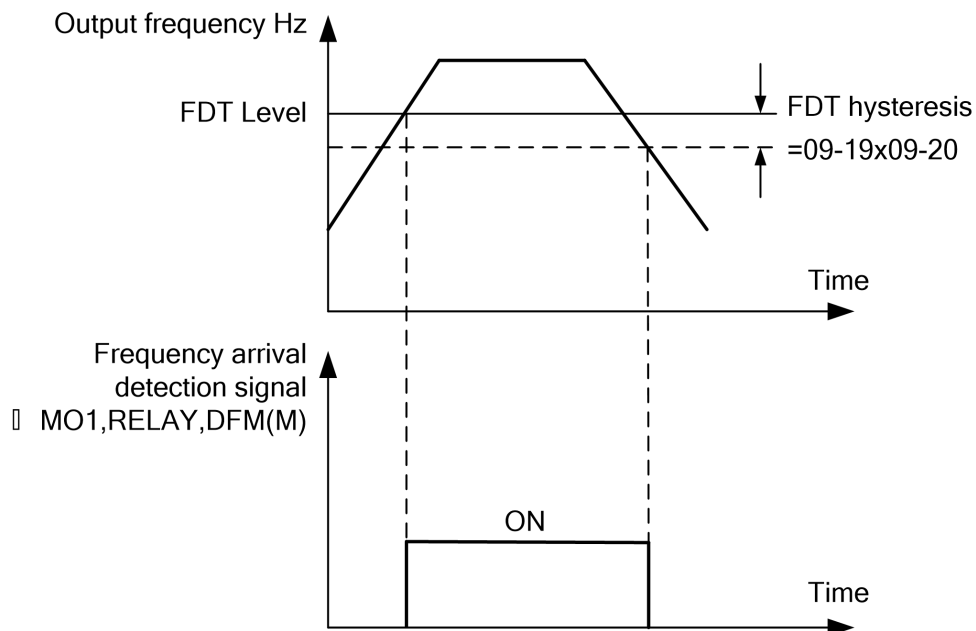 Output frequency Hz
FDT Level
FDT hysteresis
=09-19x09-20
Time
Frequency arrival
detection signal
MO1,RELAY,DFM(M)
ON
Time